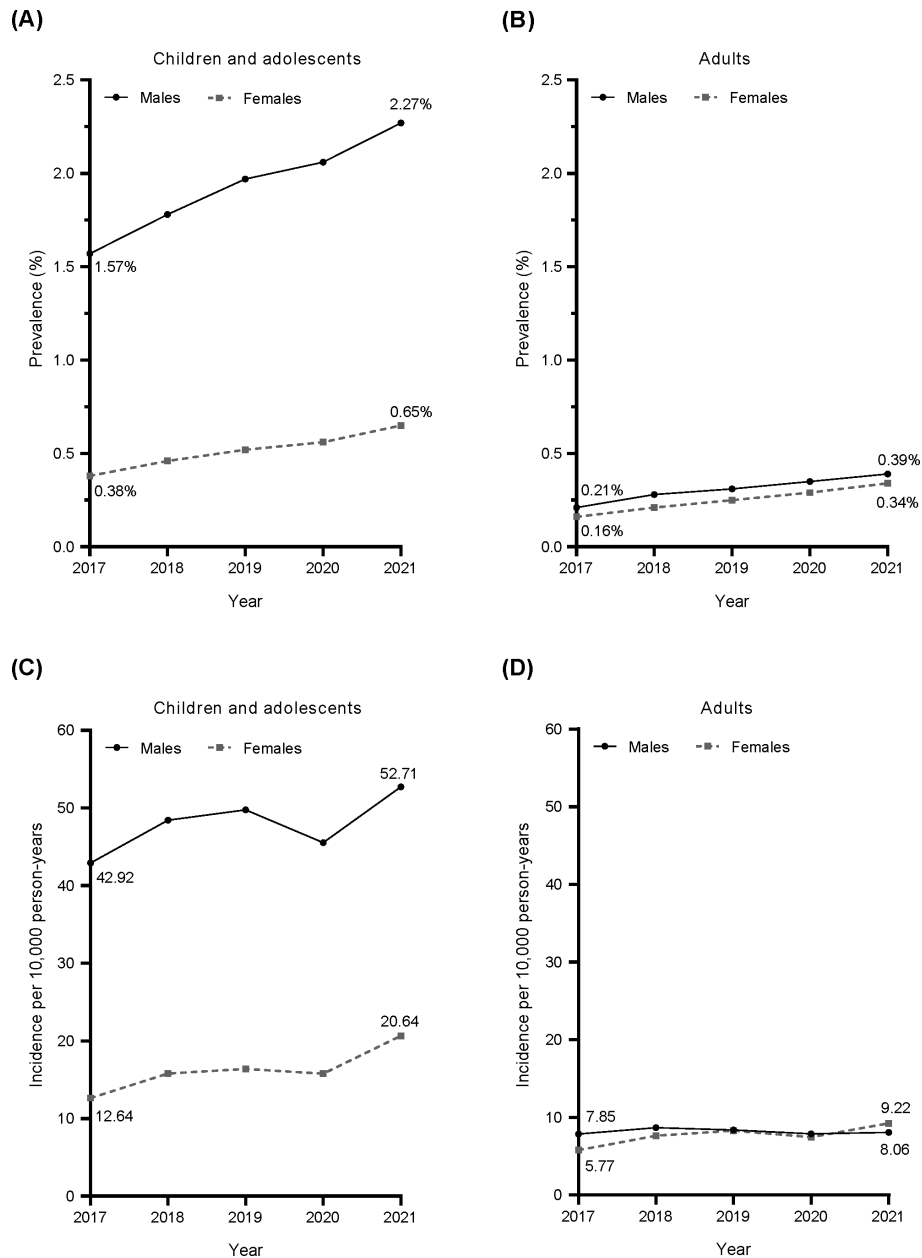 (A)
Children and adolescents
Males Females
2.5
2.0
1.5
1.0
0.5
0.0
Prevalence (%)
1.57%
2.27%
0.38%
0.65%
2017 2018 2019 2020 2021
Year
(B)
Adults
Males Females
2.5
2.0
1.5
1.0
0.5
0.0
Prevalence (%)
0.21%
0.39%
0.16%
0.34%
2017 2018 2019 2020 2021
Year
(C)
Children and adolescents
Males Females
60
50
40
30
20
10
0
Incidence per 10,000 person-years
42.92
52.71
12.64
20.64
2017 2018 2019 2020 2021
Year
(D)
Adults
Males Females
60
50
40
30
20
10
0
Incidence per 10,000 person-years
7.85
9.22
5.77
8.06
2017 2018 2019 2020 2021
Year